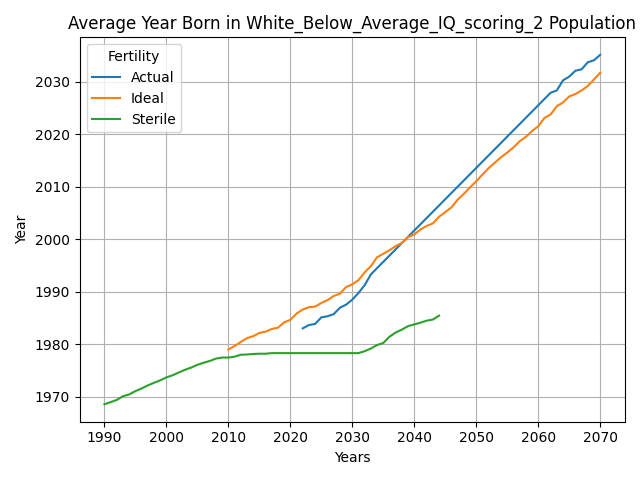 Average Year Born in White_Below_Average_IQ_scoring_2 Population
Fertility
Actual
Ideal
Sterile
2030
2020
2010
2000
1990
1980
1970
Year
1990 2000 2010 2020 2030 2040 2050 2060 2070
Years